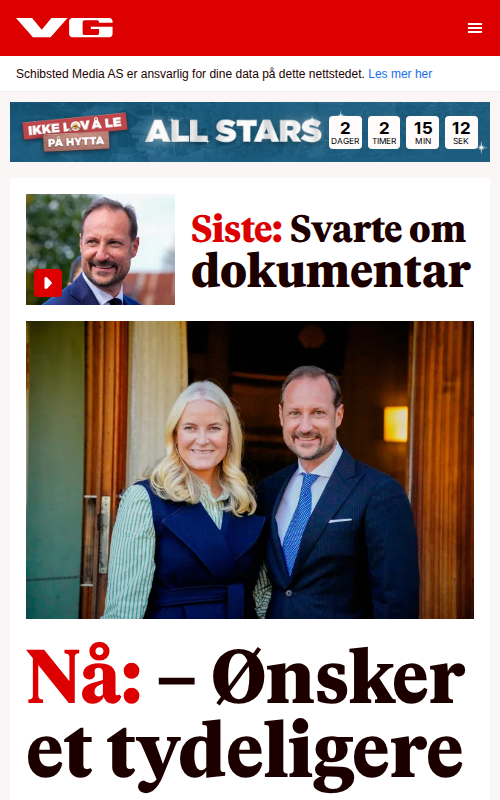 VG
Schibsted Media AS er ansvarlig for dine data på dette nettstedet. Les mer her
IKKE LOV Å LE
PÅ HYTTA
ALL STARS
2 2 15 12
DAGER TIMER MIN SEK
Siste: Svarte om
dokumentar
Nå: – Ønsker
et tydeligere